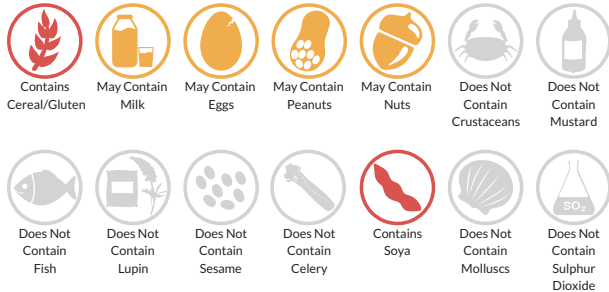 Contains
Cereal/Gluten
May Contain
Milk
May Contain
Eggs
May Contain
Peanuts
May Contain
Nuts
Does Not
Contain
Crustaceans
Does Not
Contain
Mustard
Does Not
Contain
Fish
Does Not
Contain
Lupin
Does Not
Contain
Sesame
Does Not
Contain
Celery
Contains
Soya
Does Not
Contain
Molluscs
SO₂
Does Not
Contain
Sulphur
Dioxide